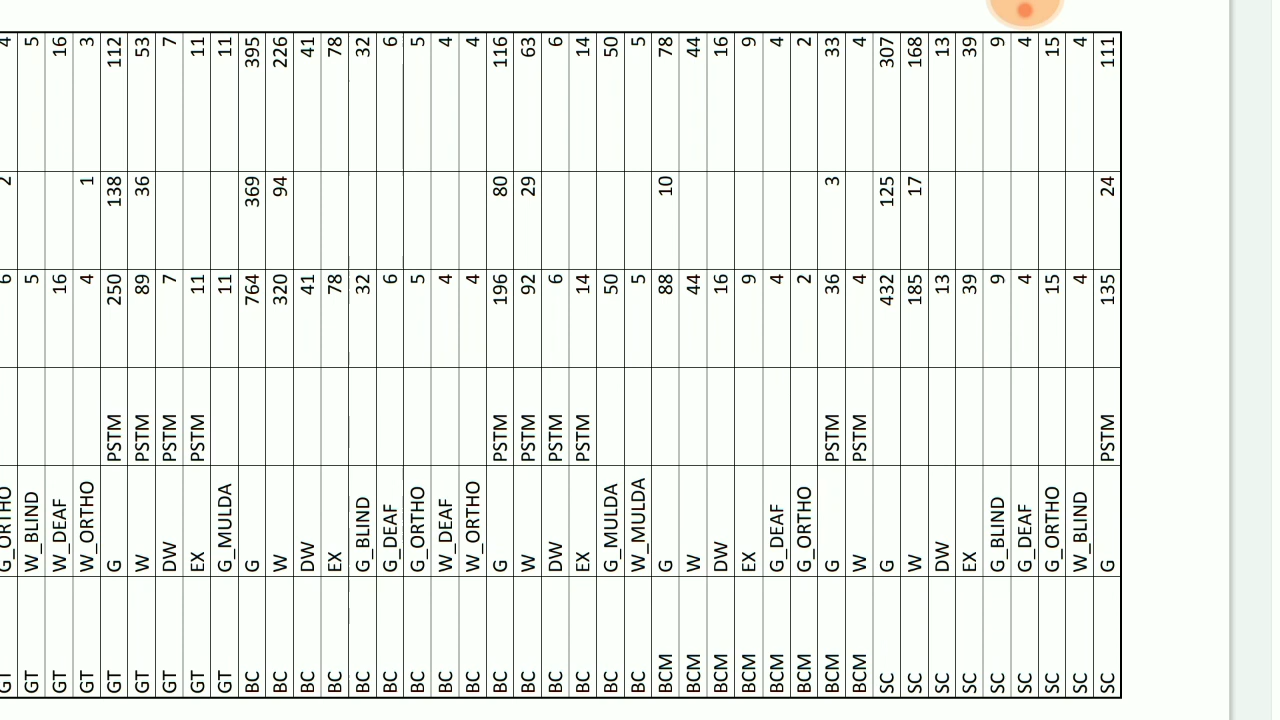 GT G_ORTHO 6 2 4
GT W_BLIND 5 5
GT W_DEAF 16 16
GT W_ORTHO 4 1 3
GT G PSTM 250 138 112
GT W PSTM 89 36 53
GT DW PSTM 7 7
GT EX PSTM 11 11
GT G_MULDA 11 11
BC G 764 369 395
BC W 320 94 226
BC DW 41 41
BC EX 78 78
BC G_BLIND 32 32
BC G_DEAF 6 6
BC G_ORTHO 5 5
BC W_DEAF 4 4
BC W_ORTHO 4 4
BC G PSTM 196 80 116
BC W PSTM 92 29 63
BC DW PSTM 6 6
BC EX PSTM 14 14
BC G_MULDA 50 50
BC W_MULDA 5 5
BCM G 88 10 78
BCM W 44 44
BCM DW 16 16
BCM EX 9 9
BCM G_DEAF 4 4
BCM G_ORTHO 2 2
BCM G PSTM 36 3 33
BCM W PSTM 4 4
SC G 432 125 307
SC W 185 17 168
SC DW 13 13
SC EX 39 39
SC G_BLIND 9 9
SC G_DEAF 4 4
SC G_ORTHO 15 15
SC W_BLIND 4 4
SC G PSTM 135 24 111